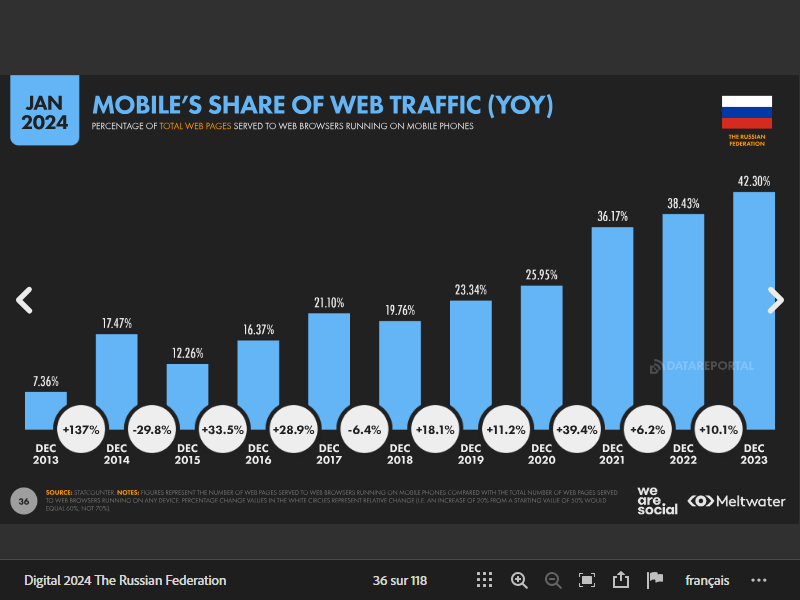 JAN
2024
MOBILE'S SHARE OF WEB TRAFFIC (YOY)
PERCENTAGE OF TOTAL WEB PAGES SERVED TO WEB BROWSERS RUNNING ON MOBILE PHONES
THE RUSSIAN
FEDERATION
7.36%
17.47%
12.26%
16.37%
21.10%
19.76%
23.34%
25.95%
36.17%
38.43%
42.30%
DATAREPORTAL
+137%
-29.8%
+33.5%
+28.9%
-6.4%
+18.1%
+11.2%
+39.4%
+6.2%
+10.1%
DEC
2013
DEC
2014
DEC
2015
DEC
2016
DEC
2017
DEC
2018
DEC
2019
DEC
2020
DEC
2021
DEC
2022
DEC
2023
36
SOURCE: STATCOUNTER. NOTES: FIGURES REPRESENT THE NUMBER OF WEB PAGES SERVED TO WEB BROWSERS RUNNING ON MOBILE PHONES COMPARED WITH THE TOTAL NUMBER OF WEB PAGES SERVED
TO WEB BROWSERS RUNNING ON ANY DEVICE. PERCENTAGE CHANGE VALUES IN THE WHITE CIRCLES REPRESENT RELATIVE CHANGE (I.E. AN INCREASE OF 20% FROM A STARTING VALUE OF 50% WOULD
EQUAL 60%, NOT 70%).
we
are.
social
Meltwater
Digital 2024 The Russian Federation
36 sur 118
français